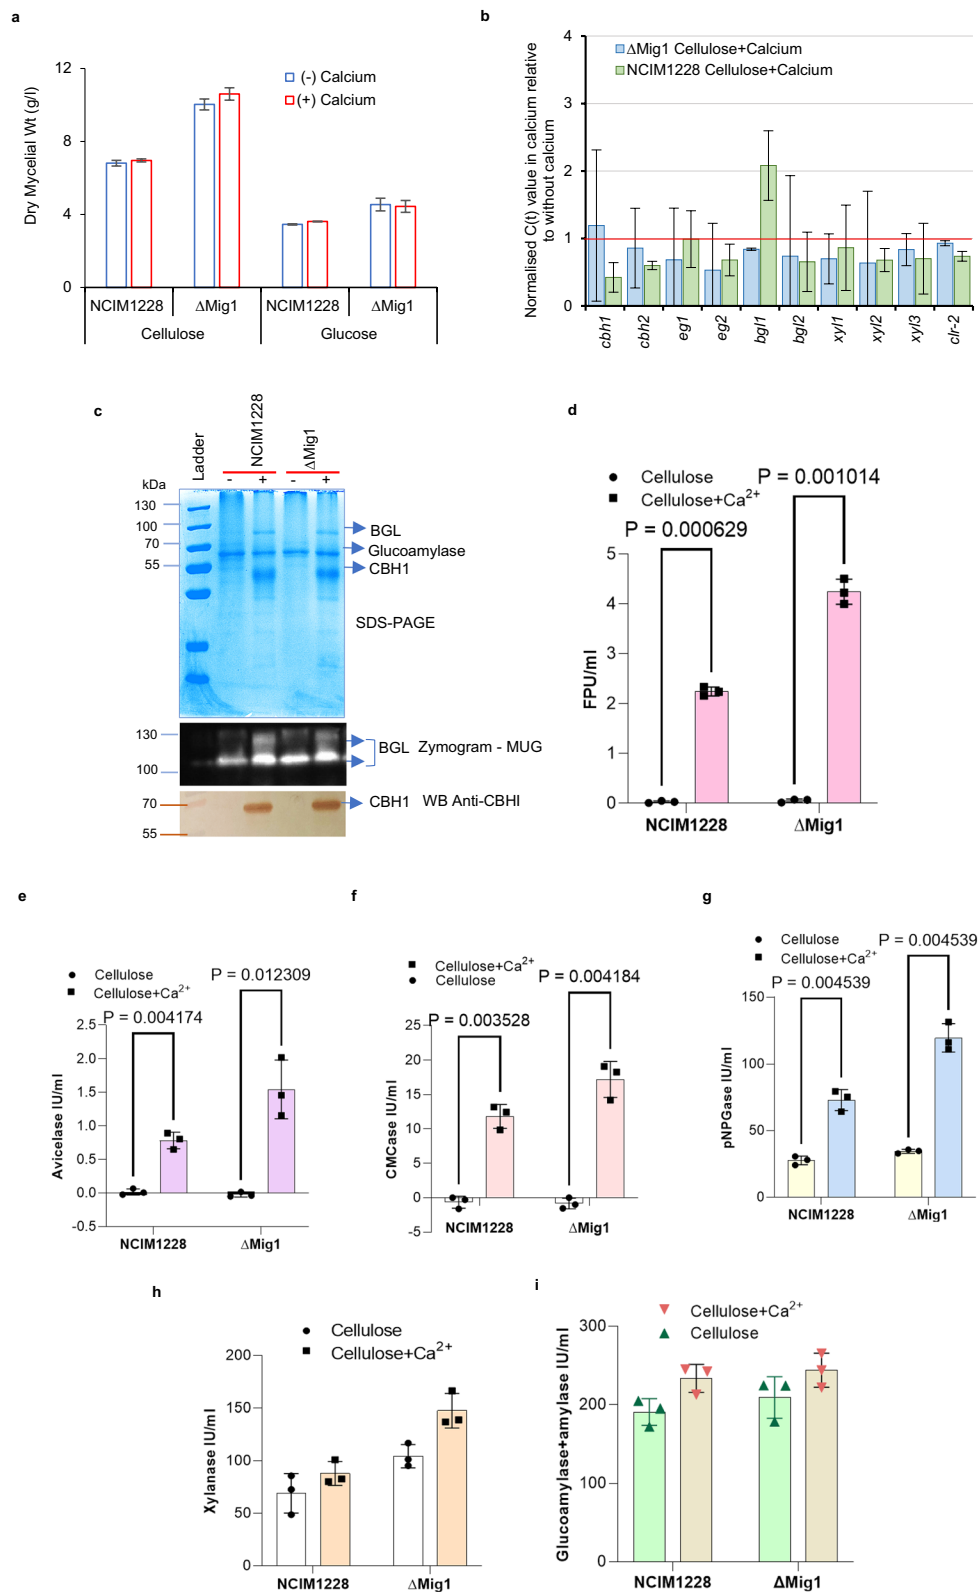 a
12
8
4
0
Dry Mycelial Wt (g/l)
(-) Calcium
(+) Calcium
NCIM1228
ΔMig1
NCIM1228
ΔMig1
Cellulose
Glucose
b
4
3
2
1
0
Normalised C(t) value in calcium relative
to without calcium
ΔMig1 Cellulose+Calcium
NCIM1228 Cellulose+Calcium
cbh1
cbh2
eg1
eg2
bgl1
bgl2
xyl1
xyl2
xyl3
clr-2
c
Ladder
NCIM1228
ΔMig1
kDa
- + - +
130
100
70
55
BGL
Glucoamylase
CBH1
SDS-PAGE
130
100
BGL Zymogram - MUG
70
55
CBH1 WB Anti-CBHI
d
Cellulose
Cellulose+Ca²⁺
P = 0.001014
P = 0.000629
5
4
3
2
1
0
FPU/ml
NCIM1228
ΔMig1
e
Cellulose
Cellulose+Ca²⁺
P = 0.012309
P = 0.004174
2.5
2.0
1.5
1.0
0.5
0.0
-0.5
Avicelase IU/ml
NCIM1228
ΔMig1
f
Cellulose+Ca²⁺
Cellulose
P = 0.004184
P = 0.003528
25
20
15
10
5
0
-5
CMCase IU/ml
NCIM1228
ΔMig1
g
Cellulose
Cellulose+Ca²⁺
P = 0.004539
P = 0.004539
150
100
50
0
pNPGase IU/ml
NCIM1228
ΔMig1
h
Cellulose
Cellulose+Ca²⁺
200
150
100
50
0
Xylanase IU/ml
NCIM1228
ΔMig1
i
Cellulose+Ca²⁺
Cellulose
300
200
100
0
Glucoamylase+amylase IU/ml
NCIM1228
ΔMig1